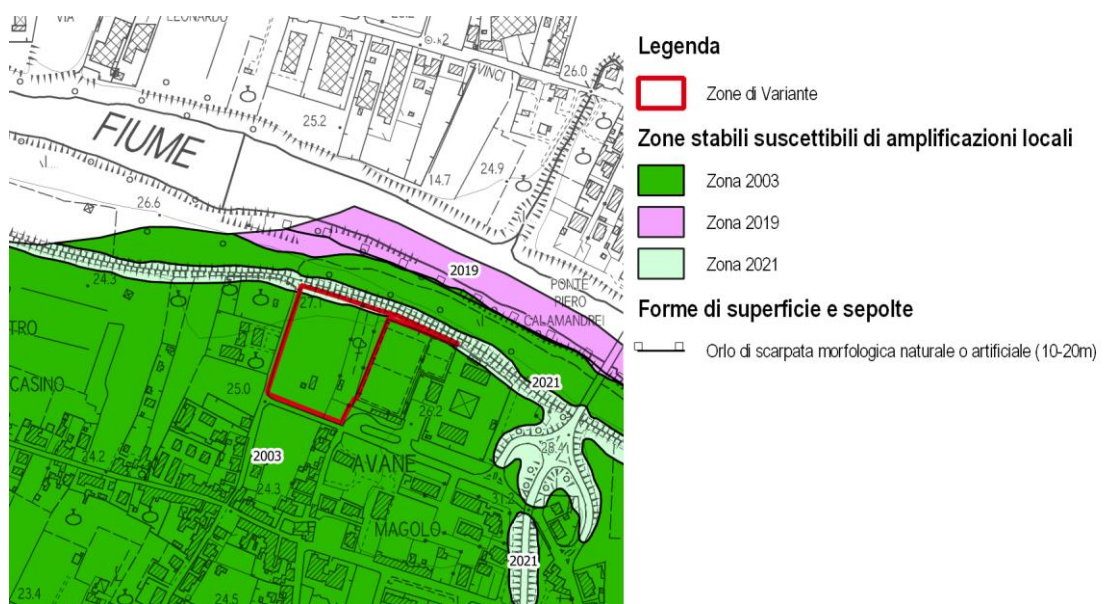 VIA
LEONARDO
DA
VINCI
26.0
25.2
FIUME
24.9
14.7
26.6
2019
24.3
27.1
PONTE
PIERO
CALAMANDREI
TRO
2021
CASINO
25.0
26.2
28.4
24.2
2003
AVANE
24.3
31.2
MAGOLO
2021
23.4
24.5
Legenda
Zone di Variante
Zone stabili suscettibili di amplificazioni locali
Zona 2003
Zona 2019
Zona 2021
Forme di superficie e sepolte
Orlo di scarpata morfologica naturale o artificiale (10-20m)